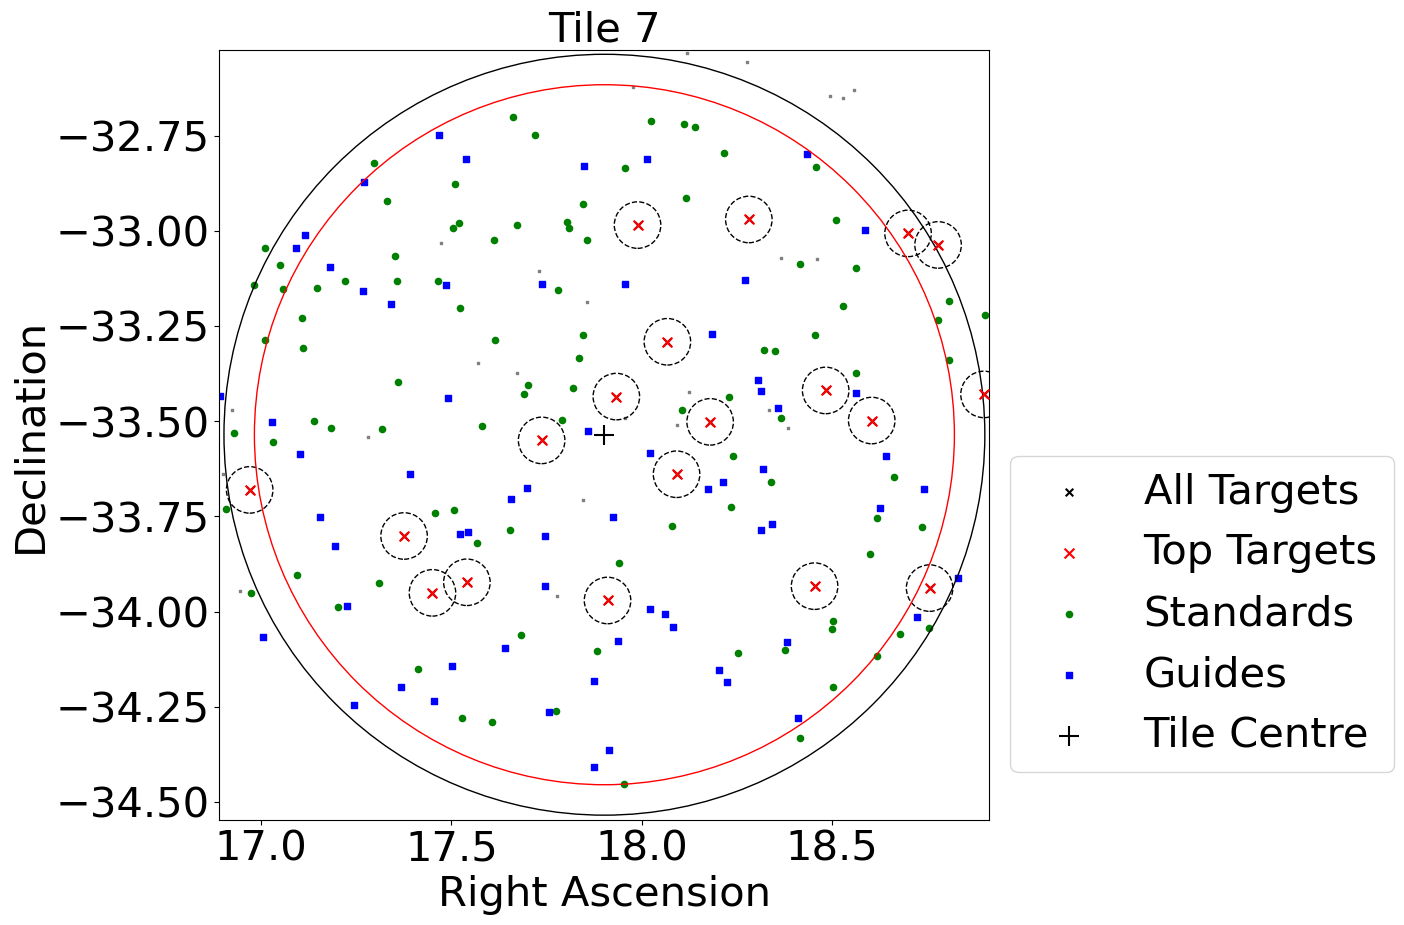 Tile 7
−32.75
−33.00
−33.25
−33.50
−33.75
−34.00
−34.25
−34.50
Declination
17.0 17.5 18.0 18.5
Right Ascension
All Targets
Top Targets
Standards
Guides
Tile Centre